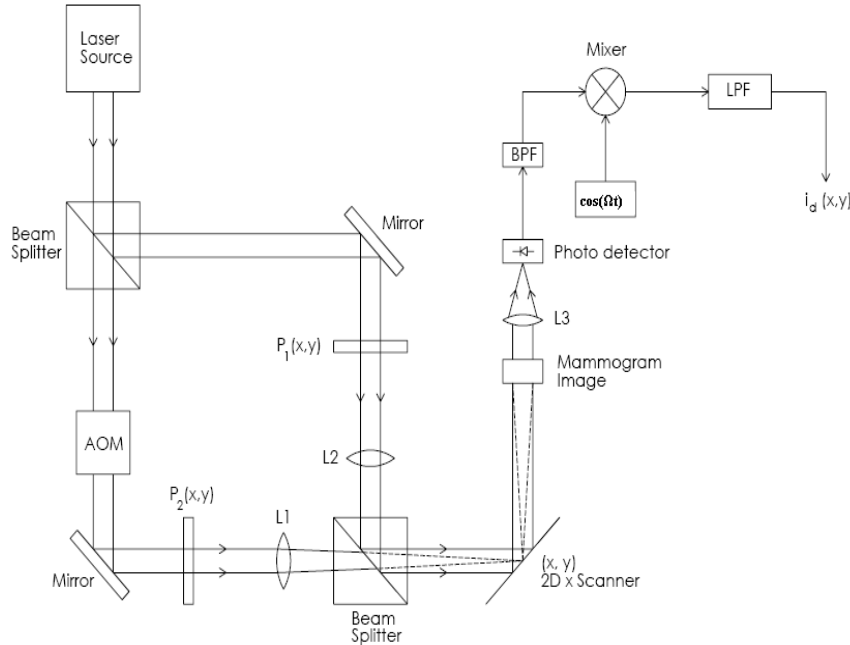 Laser
Source
Mixer
LPF
BPF
cos(Ωt)
i_d (x,y)
Beam
Splitter
Mirror
Photo detector
L3
P_1(x,y)
Mammogram
Image
AOM
L2
P_2(x,y)
L1
Mirror
Beam
Splitter
(x, y)
2D x Scanner